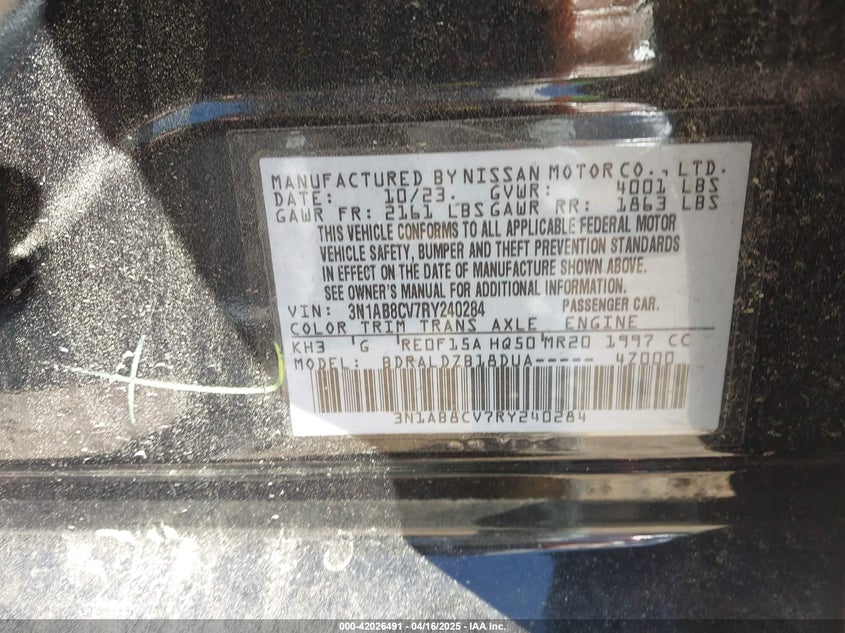 MANUFACTURED BY NISSAN MOTOR CO., LTD.
DATE: 10/23. GVWR: 4001 LBS
GAWR FR: 2161 LBS GAWR RR: 1863 LBS
THIS VEHICLE CONFORMS TO ALL APPLICABLE FEDERAL MOTOR
VEHICLE SAFETY, BUMPER AND THEFT PREVENTION STANDARDS
IN EFFECT ON THE DATE OF MANUFACTURE SHOWN ABOVE.
SEE OWNER'S MANUAL FOR ADDITIONAL INFORMATION.
VIN: 3N1AB8CV7RY240284 PASSENGER CAR.
COLOR TRIM TRANS AXLE ENGINE
KH3 G RE0F15A HQ50 MR20 1997 CC
MODEL: BDRALDZB18DUA----- 47000
3N1AB8CV7RY240284
000-42026491 - 04/16/2025 - IAA Inc.